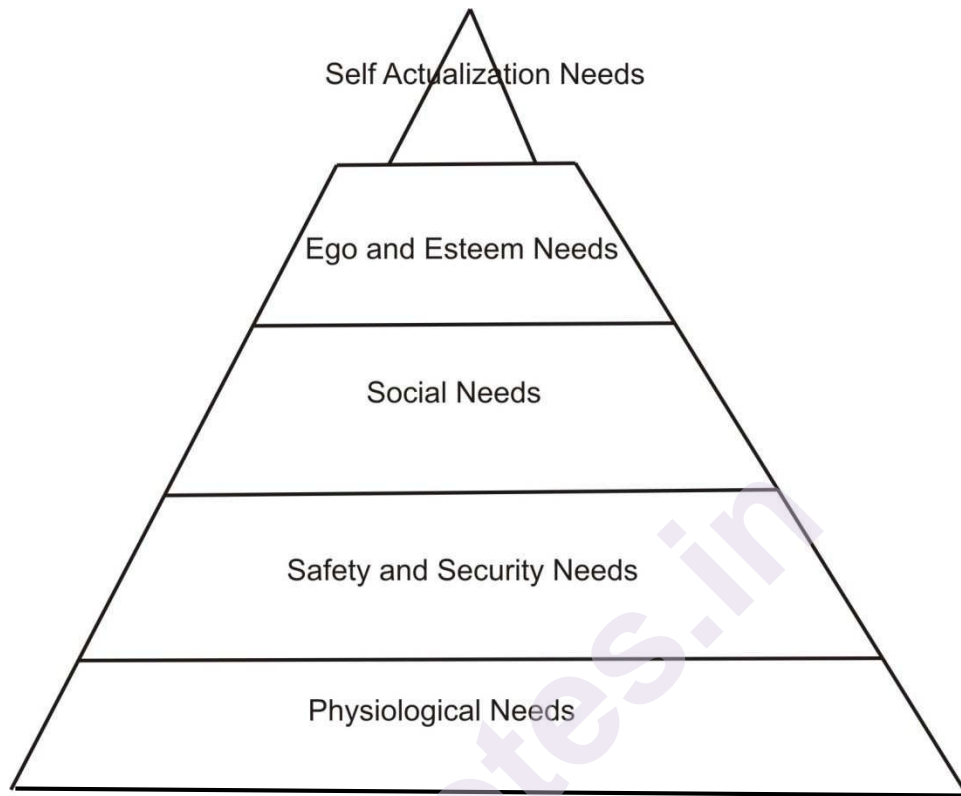 Self Actualization Needs
Ego and Esteem Needs
Social Needs
Safety and Security Needs
Physiological Needs